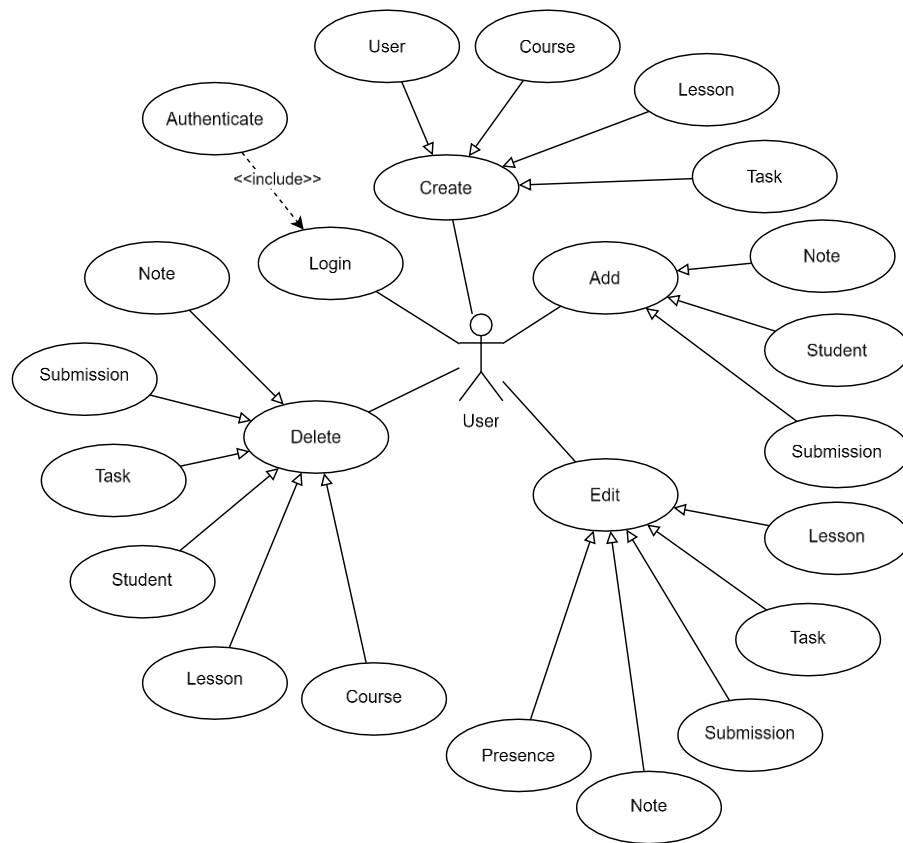 User
Course
Lesson
Authenticate
<<include>>
Create
Task
Login
Note
Add
Note
Student
Submission
Delete
User
Submission
Task
Edit
Lesson
Student
Task
Lesson
Course
Submission
Presence
Note